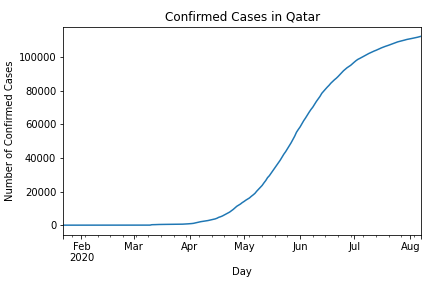 Confirmed Cases in Qatar
Number of Confirmed Cases
100000
80000
60000
40000
20000
0
Feb Mar Apr May Jun Jul Aug
2020
Day